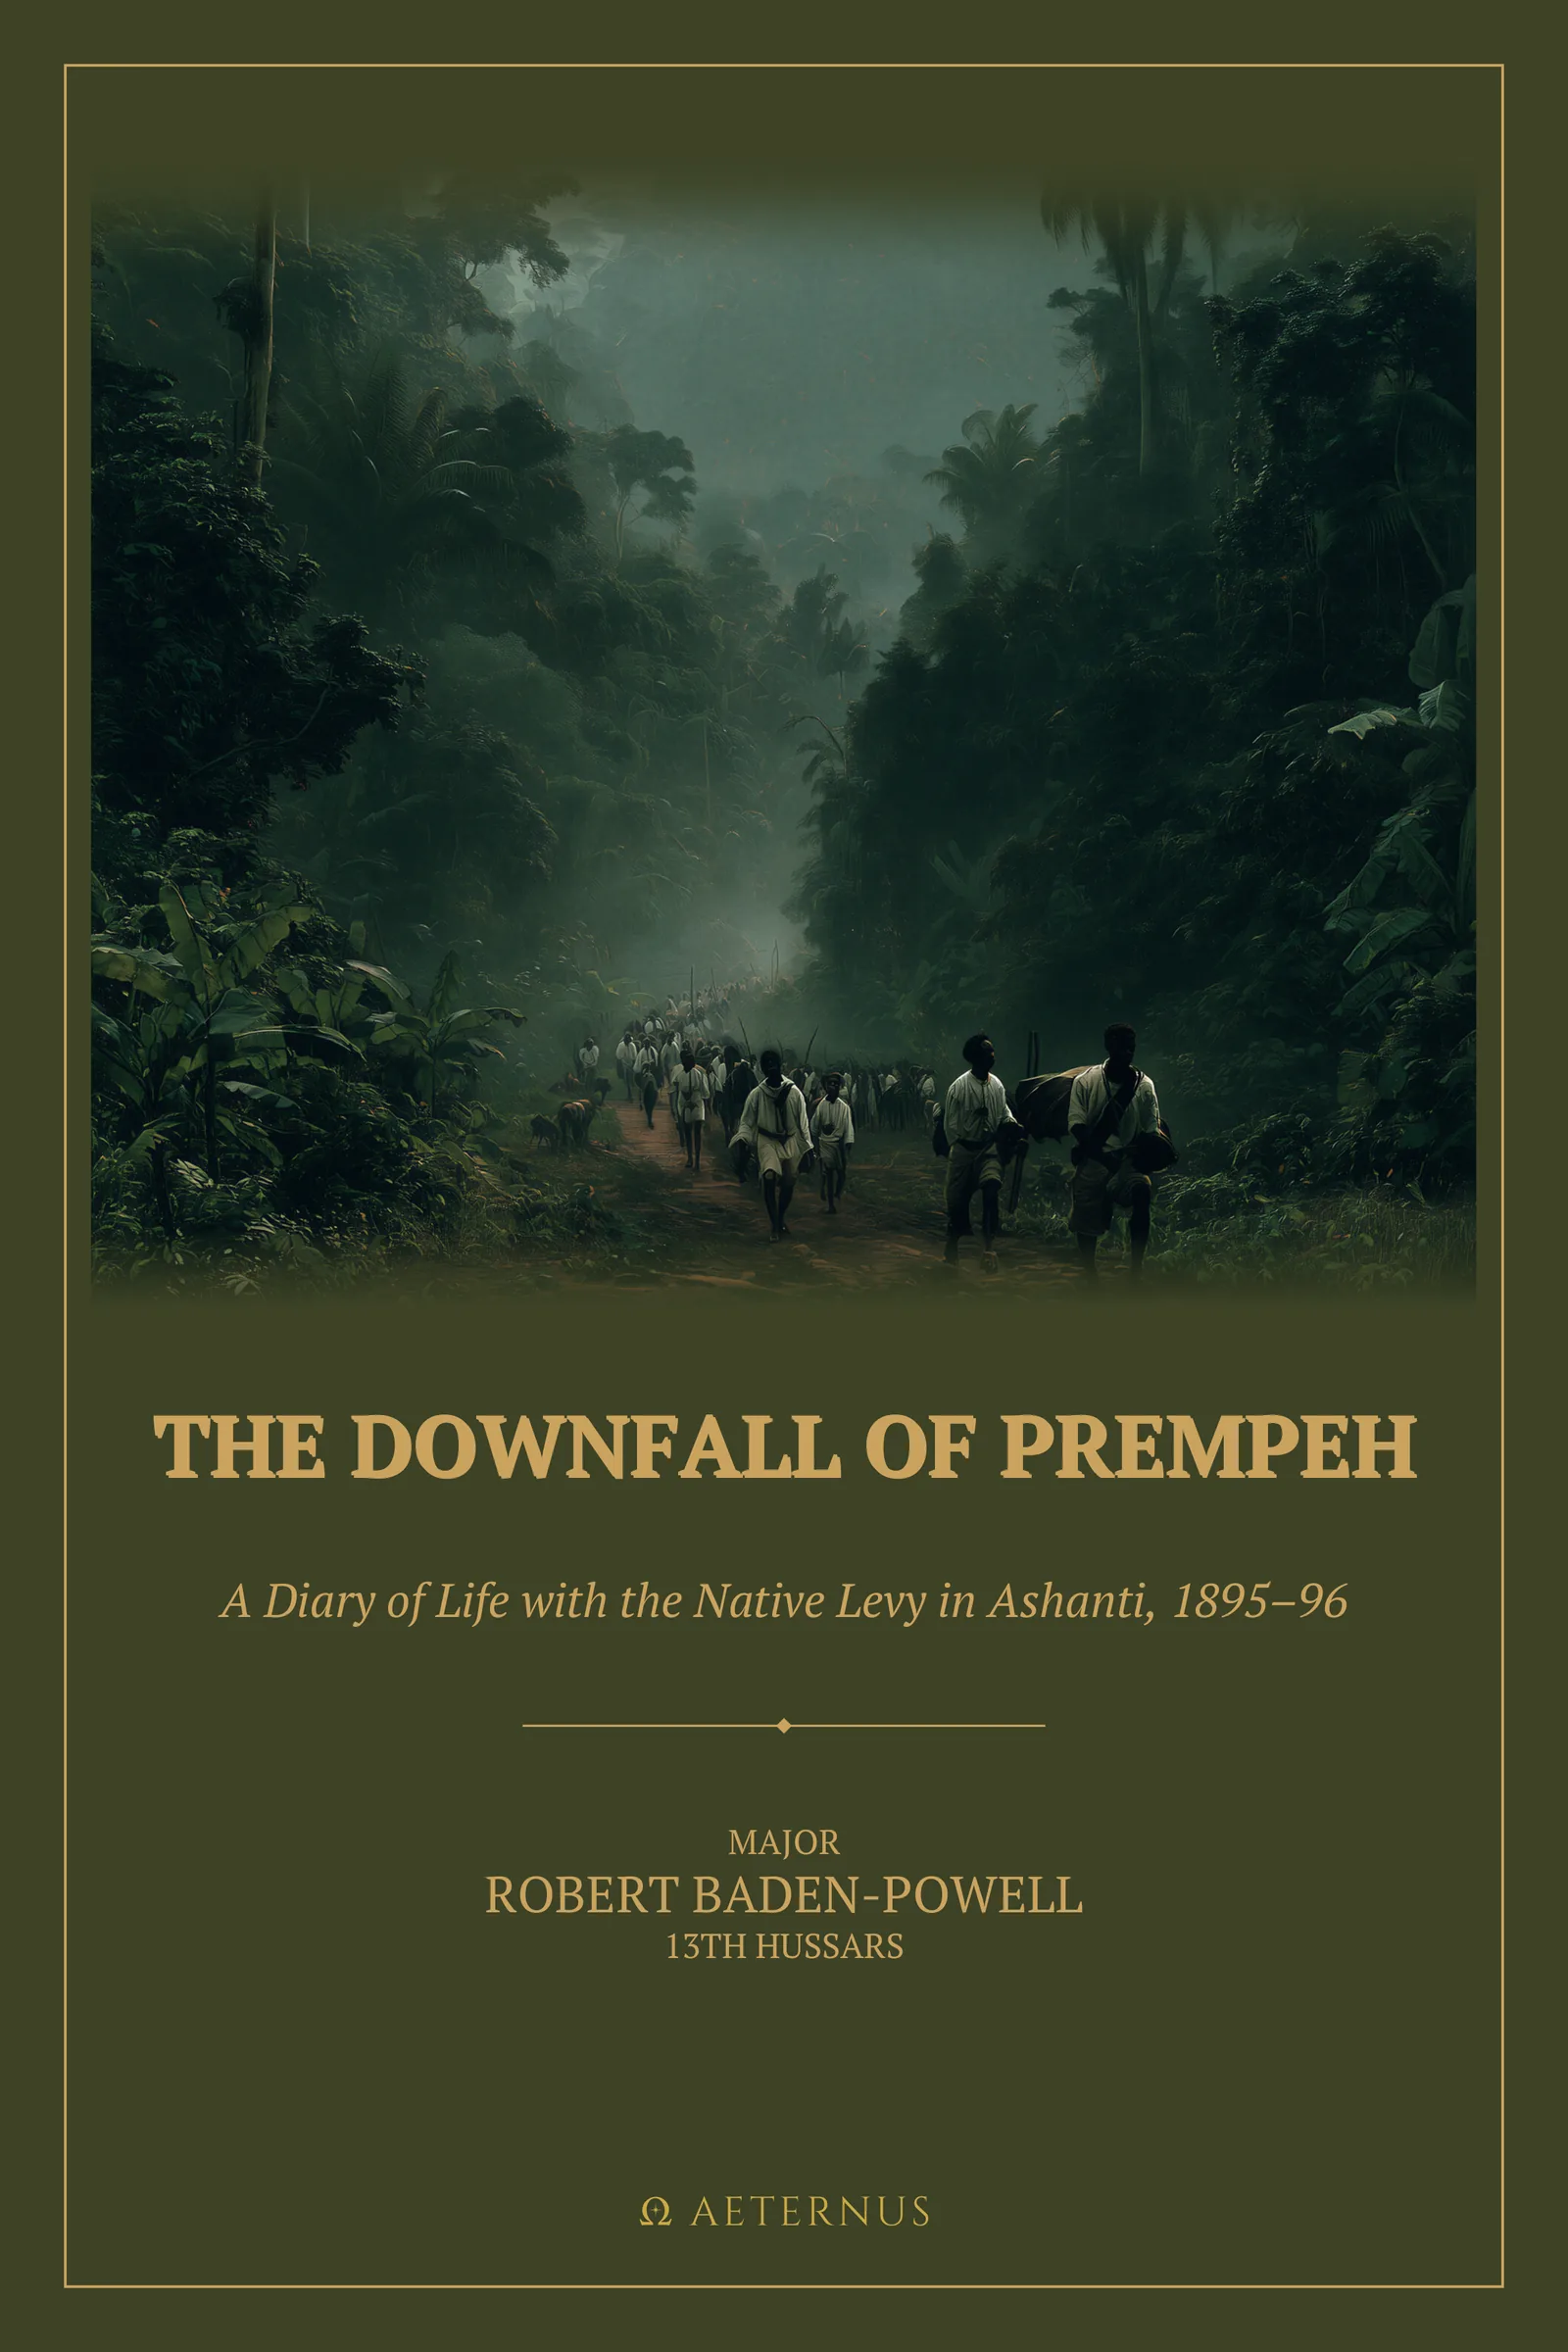 THE DOWNFALL OF PREMPEH
A Diary of Life with the Native Levy in Ashanti, 1895–96
MAJOR
ROBERT BADEN-POWELL
13TH HUSSARS
Ω AETERNUS